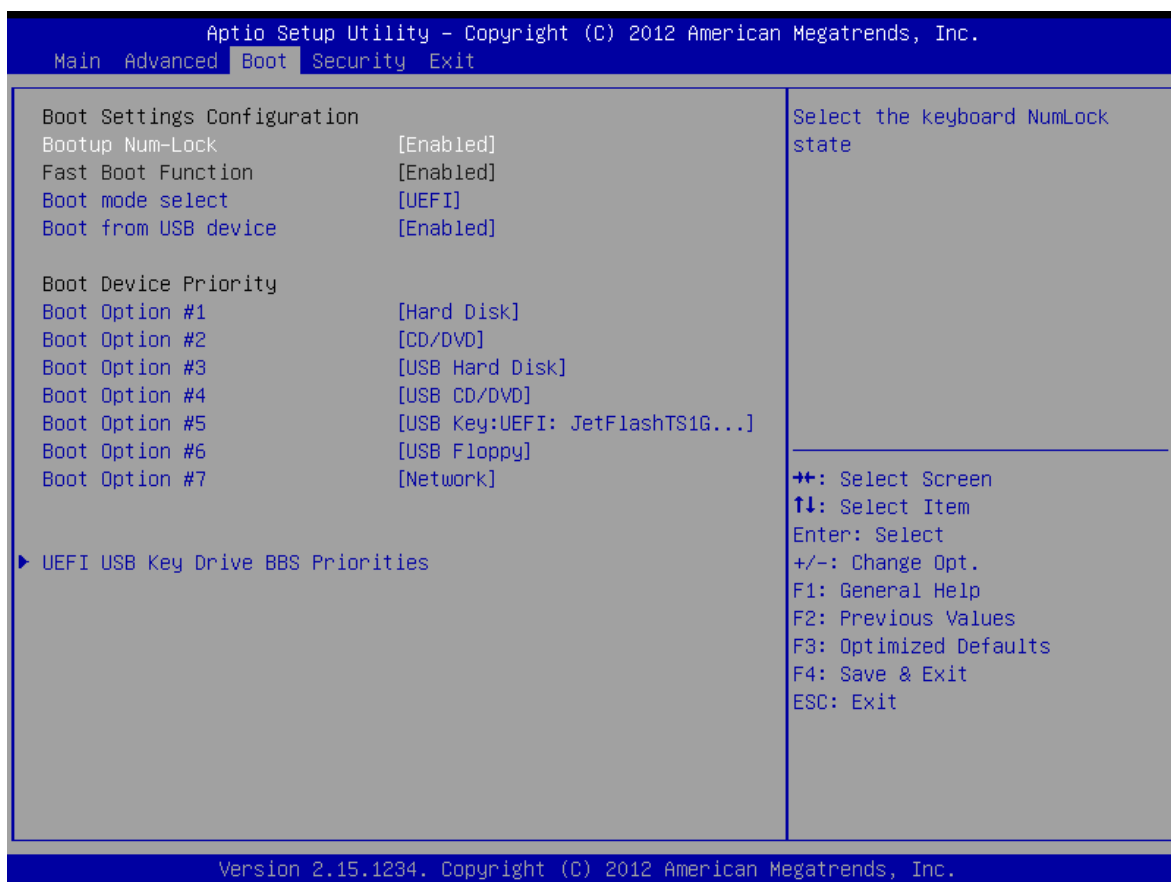 Aptio Setup Utility – Copyright (C) 2012 American Megatrends, Inc.
Main Advanced Boot Security Exit
Boot Settings Configuration
Bootup Num-Lock [Enabled]
Fast Boot Function [Enabled]
Boot mode select [UEFI]
Boot from USB device [Enabled]
Boot Device Priority
Boot Option #1 [Hard Disk]
Boot Option #2 [CD/DVD]
Boot Option #3 [USB Hard Disk]
Boot Option #4 [USB CD/DVD]
Boot Option #5 [USB Key:UEFI: JetFlashTS1G...]
Boot Option #6 [USB Floppy]
Boot Option #7 [Network]
▶ UEFI USB Key Drive BBS Priorities
Select the keyboard NumLock
state
→←: Select Screen
↑↓: Select Item
Enter: Select
+/-: Change Opt.
F1: General Help
F2: Previous Values
F3: Optimized Defaults
F4: Save & Exit
ESC: Exit
Version 2.15.1234. Copyright (C) 2012 American Megatrends, Inc.